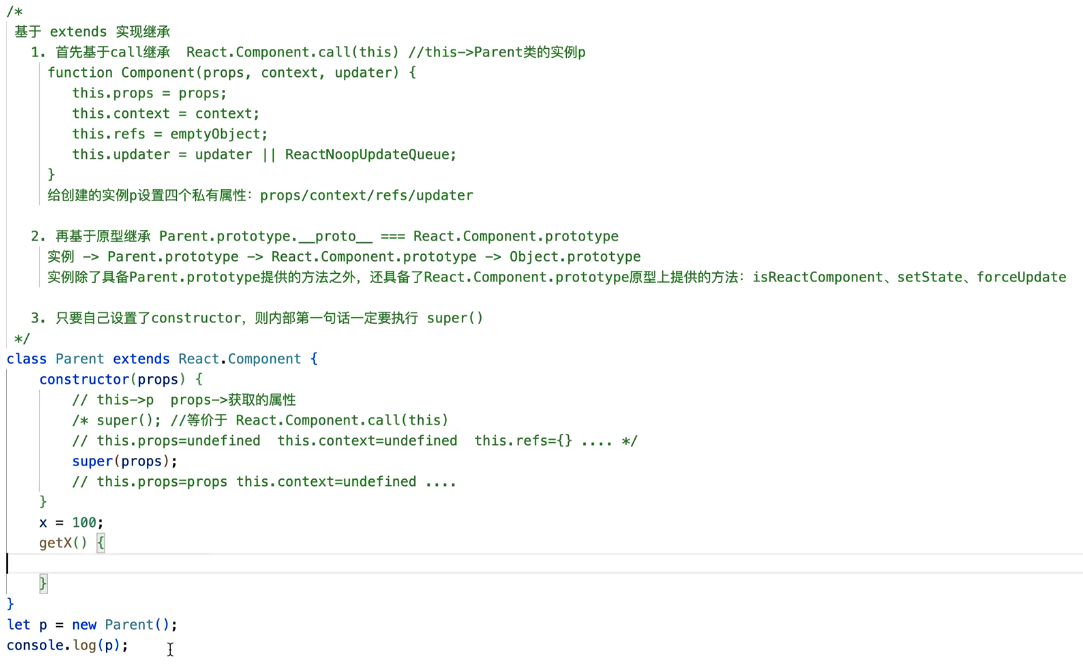 /*
基于 extends 实现继承
1. 首先基于call继承  React.Component.call(this) //this->Parent类的实例p
function Component(props, context, updater) {
this.props = props;
this.context = context;
this.refs = emptyObject;
this.updater = updater || ReactNoopUpdateQueue;
}
给创建的实例p设置四个私有属性：props/context/refs/updater
2. 再基于原型继承 Parent.prototype.__proto__ === React.Component.prototype
实例 -> Parent.prototype -> React.Component.prototype -> Object.prototype
实例除了具备Parent.prototype提供的方法之外，还具备了React.Component.prototype原型上提供的方法：isReactComponent、setState、forceUpdate
3. 只要自己设置了constructor，则内部第一句话一定要执行 super()
*/
class Parent extends React.Component {
constructor(props) {
// this->p  props->获取的属性
/* super(); //等价于 React.Component.call(this)
// this.props=undefined  this.context=undefined  this.refs={} .... */
super(props);
// this.props=props this.context=undefined ....
}
x = 100;
getX() {
}
}
let p = new Parent();
console.log(p);